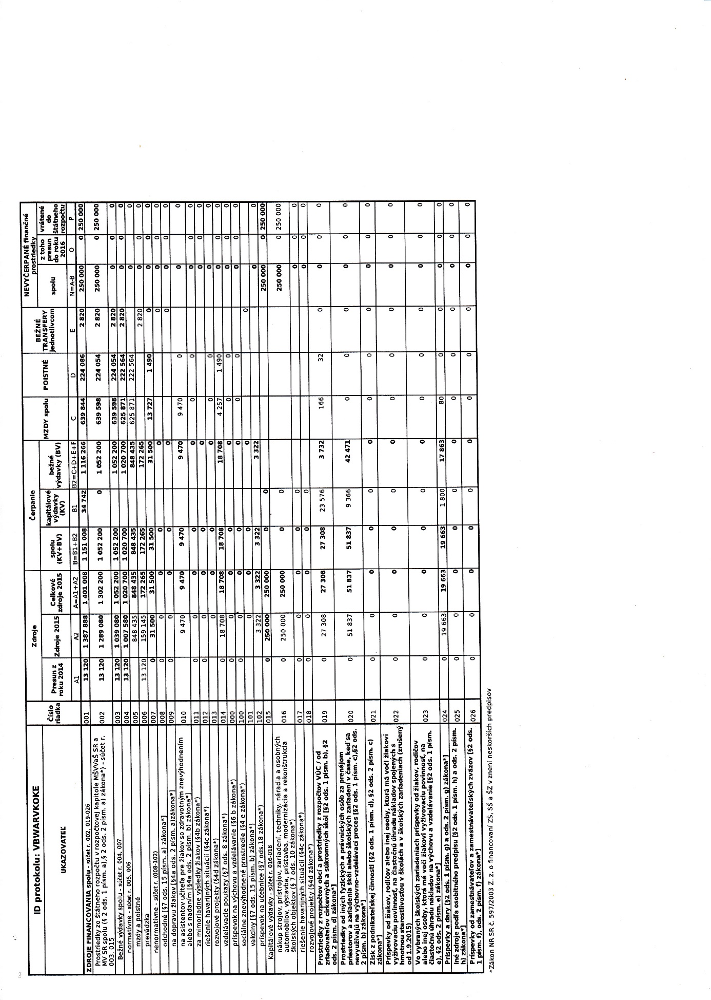 ID protokolu: VBWARVKOKE
Zdroje
Čerpanie
NEVYČERPANÉ finančné prostriedky
UKAZOVATEĽ
Číslo riadka
Presun z roku 2014
Zdroje 2015
Celkové zdroje 2015
spolu (KV+BV)
kapitálové výdavky (KV)
bežné výdavky (BV)
MZDY spolu
POISTNÉ
BEŽNÉ TRANSFERY jednotlivcom
spolu
z toho presun do roku 2016
vrátené do štátneho rozpočtu
A1 A2 A=A1+A2 B=B1+B2 B1 B2=C+D+E+F C D E N=A-B O P
ZDROJE FINANCOVANIA spolu - súčet r. 002, 019-026 001 13 120 1 387 888 1 401 008 1 151 008 34 742 1 116 266 639 844 224 086 2 820 250 000 0 250 000
Prostriedky zo štátneho rozpočtu v rozpočtovej kapitole MŠVVaŠ SR a
MV SR spolu (§ 2 ods. 1 písm. a),§ 2 ods. 2 písm. a) zákona*) - súčet r.
003, 015
002 13 120 1 289 080 1 302 200 1 052 200 0 1 052 200 639 598 224 054 2 820 250 000 0 250 000
Bežné výdavky spolu - súčet r. 004, 007 003 13 120 1 039 080 1 052 200 1 052 200 1 052 200 639 598 224 054 2 820 0 0 0
normatívne - súčet r. 005, 006 004 13 120 1 007 580 1 020 700 1 020 700 1 020 700 625 871 222 564 2 820 0 0 0
mzdy a poistné 005 848 435 848 435 848 435 848 435 625 871 222 564 0 0
prevádzka 006 13 120 159 145 172 265 172 265 172 265 2 820 0 0
nenormatívne - súčet r. (008-102) 007 0 31 500 31 500 31 500 31 500 13 727 1 490 0 0 0 0
odchodné [§7 ods. 15 písm. a) zákona*] 008 0 0 0 0 0 0 0 0 0
na dopravu žiakov [§4a ods. 2 písm. a)zákona*] 009 0 0 0 0 0 0 0 0 0
na asistentov učiteľa pre žiakov so zdravotným znevýhodnením
alebo s nadaním [§4a ods. 2 písm. b) zákona*]
010 9 470 9 470 9 470 9 470 9 470 0 0 0
za mimoriadne výsledky žiakov (§4b zákona*) 011 0 0 0 0 0 0 0 0 0 0
riešenie havarijných situácií (§4c zákona*) 012 0 0 0 0 0 0 0 0
rozvojové projekty (§4d zákona*) 013 0 0 0 0 0 0 0 0 0
vzdelávacie poukazy (§7 ods. 8 zákona*) 014 0 18 708 18 708 18 708 18 708 4 257 1 490 0 0 0
príspevok na výchovu a vzdelávanie (§6 b zákona*) 000 0 0 0 0 0 0 0 0 0 0
sociálne znevýhodnené prostredie (§4 e zákona*) 100 0 0 0 0 0 0 0 0 0 0
vakcíny [§7 ods. 15 písm. b) zákona*] 101 0 0 0 0 0
príspevok na učebnice (§7 ods.18 zákona*) 102 3 322 3 322 3 322 3 322 0 0
Kapitálové výdavky - súčet r. 016-018 015 0 250 000 250 000 0 0 250 000 0 250 000
nákup strojov, prístrojov, zariadení, techniky, náradia a osobných
automobilov, výstavba, prístavba, modernizácia a rekonštrukcia
školských objektov (§ 7 ods. 10 zákona*)
016 0 250 000 250 000 0 0 250 000 0 250 000
riešenie havarijných situácií (§4c zákona*) 017 0 0 0 0 0 0 0 0
rozvojové projekty (§4d zákona*) 018 0 0 0 0 0 0 0 0
Prostriedky z rozpočtov obcí a prostriedky z rozpočtov VÚC / od
zriaďovateľov cirkevných a súkromných škôl [§2 ods. 1 písm. b), §2
ods. 2 písm. d) zákona*]
019 0 27 308 27 308 27 308 23 576 3 732 166 32 0 0 0 0
Prostriedky od iných fyzických a právnických osôb za prenájom
priestorov a zariadenia škôl alebo školských zariadení v čase, keď sa
nevyužívajú na výchovno-vzdelávací proces [§2 ods. 1 písm. c),§2 ods.
2 písm. b) zákona*]
020 0 51 837 51 837 51 837 9 366 42 471 0 0 0 0 0 0
Zisk z podnikateľskej činnosti [§2 ods. 1 písm. d), §2 ods. 2 písm. c)
zákona*]
021 0 0 0 0 0 0 0 0 0 0 0 0
Príspevky od žiakov, rodičov alebo inej osoby, ktorá má voči žiakovi
vyživovaciu povinnosť, na čiastočnú úhradu nákladov spojených s
hmotnou starostlivosťou v školách a v školských zariadeniach (zrušený
od 1.9.2015)
022 0 0 0 0 0 0 0 0 0 0 0 0
Vo vybraných školských zariadeniach príspevky od žiakov, rodičov
alebo inej osoby, ktorá má voči žiakovi vyživovaciu povinnosť, na
čiastočnú úhradu nákladov na výchovu a vzdelávanie [§2 ods. 1 písm.
e), §2 ods. 2 písm. e) zákona*]
023 0 0 0 0 0 0 0 0 0 0 0 0
Príspevky a dary [§2 ods. 1 písm. g) a ods. 2 písm. g) zákona*] 024 0 19 663 19 663 19 663 1 800 17 863 80 0 0 0 0 0
Iné zdroje podľa osobitného predpisu [§2 ods. 1 písm. h) a ods. 2 písm.
h) zákona*]
025 0 0 0 0 0 0 0 0 0 0 0 0
Príspevky od zamestnávateľov a zamestnávateľských zväzov [§2 ods.
1 písm. f), ods. 2 písm. f) zákona*]
026 0 0 0 0 0 0 0 0 0 0 0 0
*Zákon NR SR č. 597/2003 Z. z. o financovaní ZŠ, SŠ a ŠZ v znení neskorších predpisov